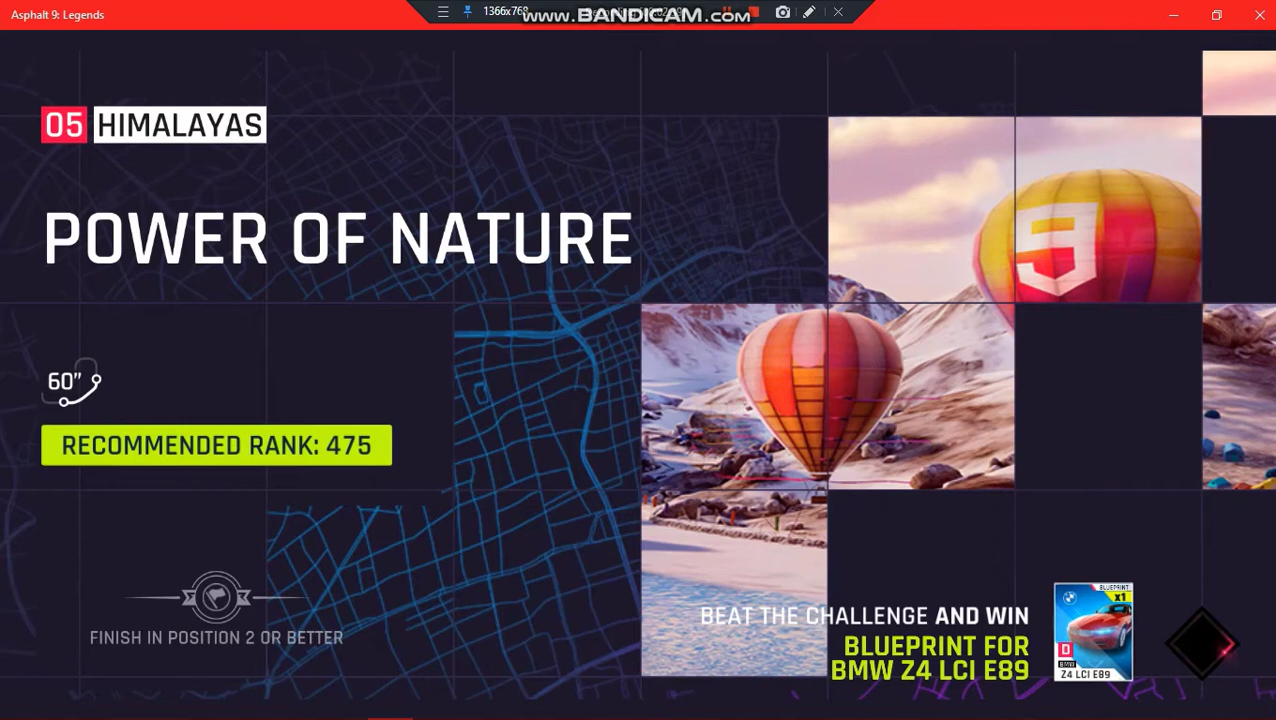 Asphalt 9: Legends
1366x768
www.BANDICAM.com
05 HIMALAYAS
POWER OF NATURE
9
60”
RECOMMENDED RANK: 475
FINISH IN POSITION 2 OR BETTER
BEAT THE CHALLENGE AND WIN
BLUEPRINT FOR
BMW Z4 LCI E89
BLUEPRINT
x1
D
BMW
Z4 LCI E89